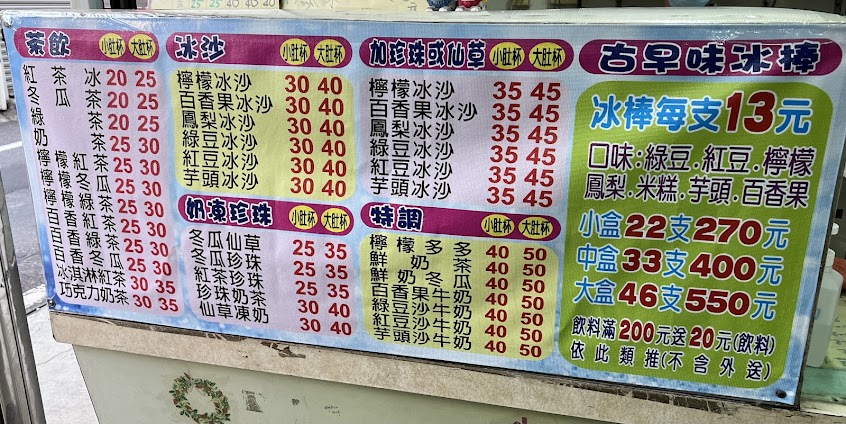 茶飲 小肚杯 大肚杯
紅茶冰 20 25
冬瓜茶 20 25
綠茶 20 25
奶茶 25 30
檸檬紅茶 25 30
檸檬冬瓜 25 30
檸檬綠茶 25 30
百香紅茶 25 30
百香綠茶 25 30
百香冬瓜 25 30
冰淇淋紅茶 30 35
巧克力奶茶 30 35
冰沙 小肚杯 大肚杯
檸檬冰沙 30 40
百香果冰沙 30 40
鳳梨冰沙 30 40
綠豆冰沙 30 40
紅豆冰沙 30 40
芋頭冰沙 30 40
奶凍珍珠 小肚杯 大肚杯
冬瓜仙草 25 35
冬瓜珍珠 25 35
紅茶珍珠 25 35
珍珠奶茶 30 40
仙草凍奶 30 40
加珍珠或仙草 小肚杯 大肚杯
檸檬冰沙 35 45
百香果冰沙 35 45
鳳梨冰沙 35 45
綠豆冰沙 35 45
紅豆冰沙 35 45
芋頭冰沙 35 45
特調 小肚杯 大肚杯
檸檬多多 40 50
鮮奶茶 40 50
鮮奶冬瓜 40 50
百香果牛奶 40 50
綠豆沙牛奶 40 50
紅豆沙牛奶 40 50
芋頭沙牛奶 40 50
古早味冰棒
冰棒每支13元
口味:綠豆.紅豆.檸檬
鳳梨.米糕.芋頭.百香果
小盒22支270元
中盒33支400元
大盒46支550元
飲料滿200元送20元(飲料)
依此類推(不含外送)